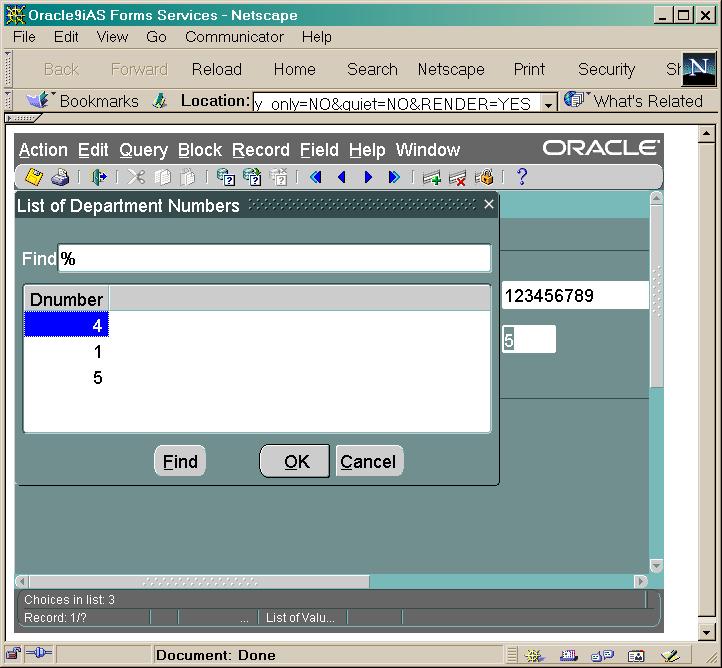 Oracle9iAS Forms Services - Netscape
File Edit View Go Communicator Help
Back Forward Reload Home Search Netscape Print Security
N
Bookmarks Location: y_only=NO&quiet=NO&RENDER=YES What's Related
Action Edit Query Block Record Field Help Window ORACLE
List of Department Numbers
Find %
123456789
Dnumber
4
5
1
5
Find OK Cancel
Choices in list: 3
Record: 1/? ... List of Valu...
Document: Done